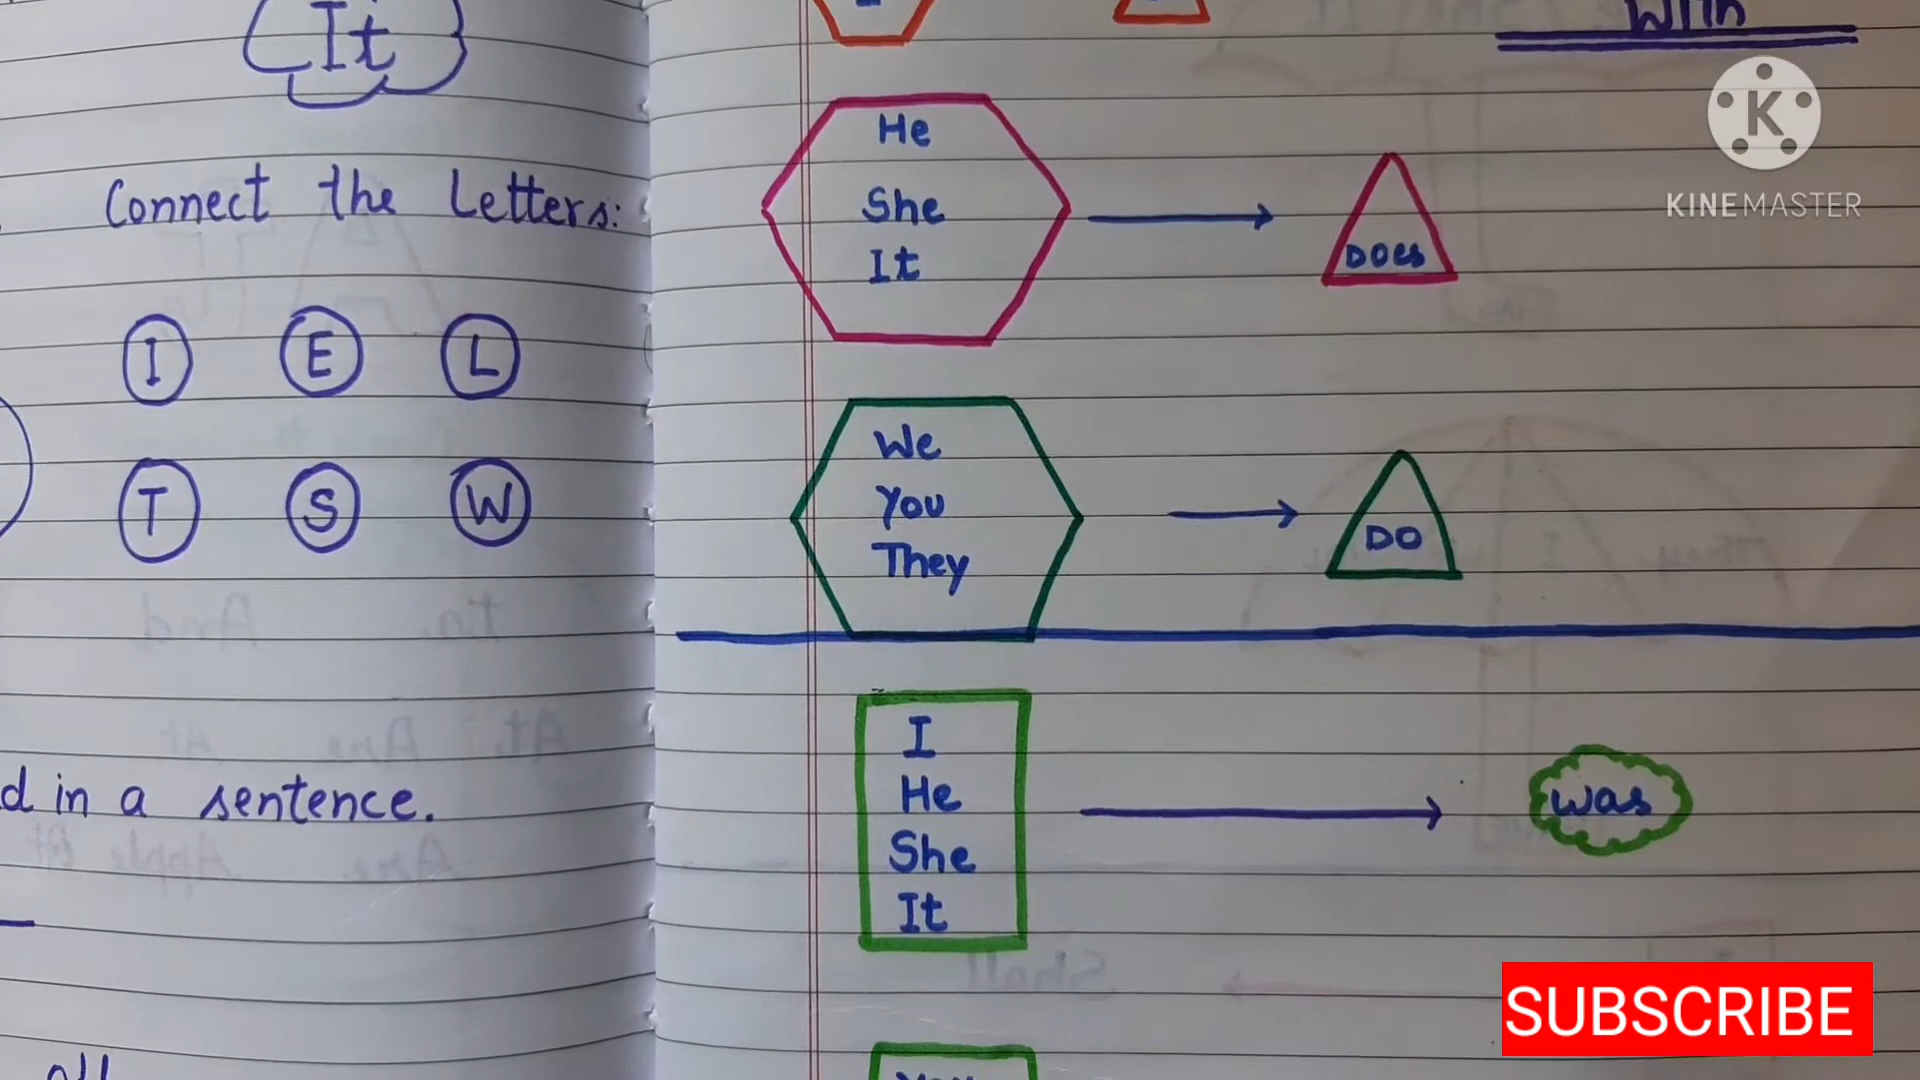 It
Connect the Letters:
I E L
T S W
d in a sentence.
With
He
She
It
DOES
We
You
They
DO
I
He
She
It
was
K
KINEMASTER
SUBSCRIBE